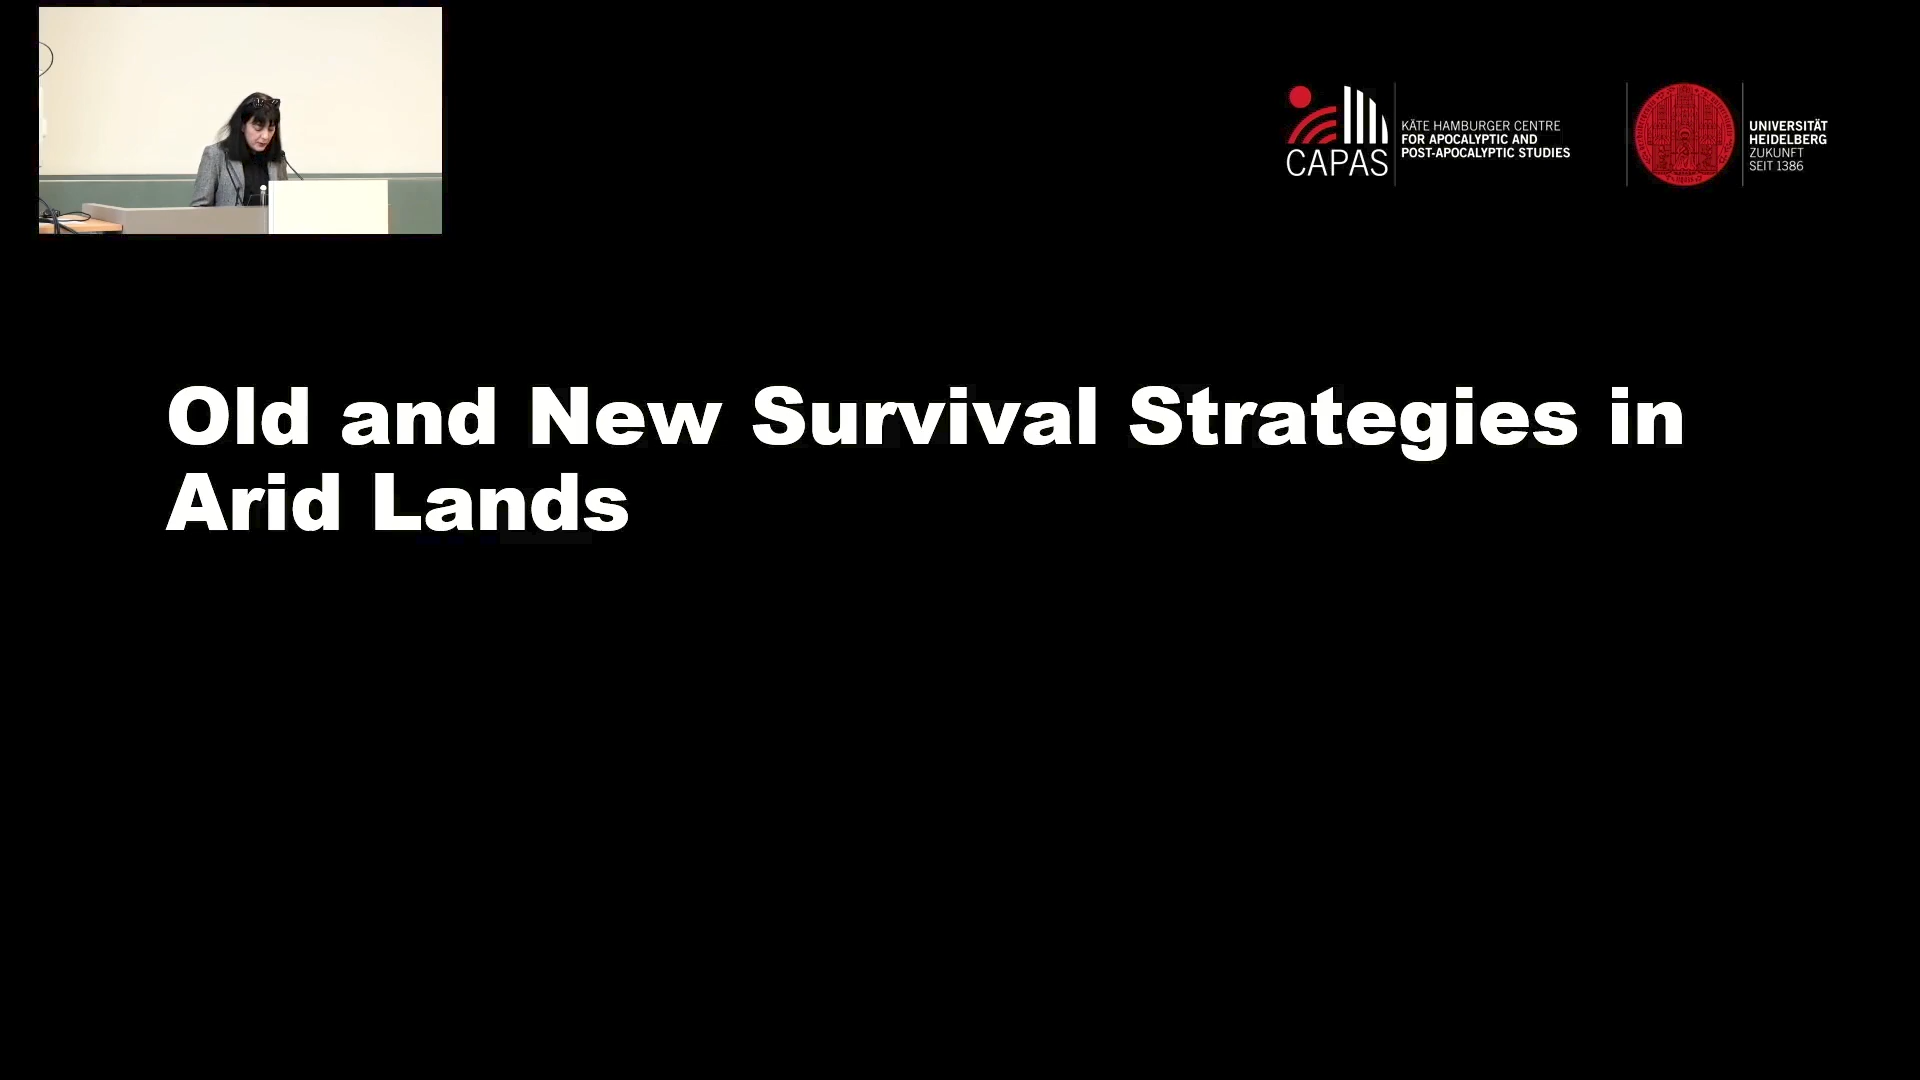 CAPAS
KÄTE HAMBURGER CENTRE
FOR APOCALYPTIC AND
POST-APOCALYPTIC STUDIES
UNIVERSITÄT
HEIDELBERG
ZUKUNFT
SEIT 1386
Old and New Survival Strategies in
Arid Lands